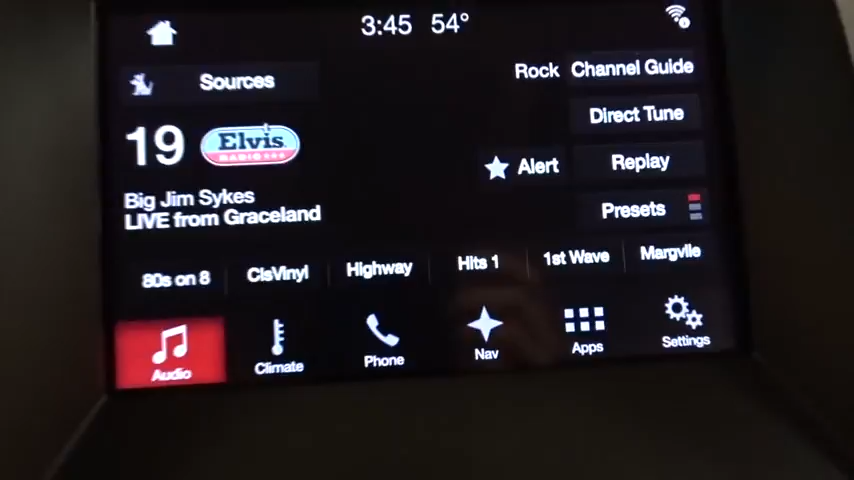 3:45 54°
Sources
Rock
Channel Guide
Direct Tune
19
Elvis
RADIO
Alert
Replay
Big Jim Sykes
LIVE from Graceland
Presets
80s on 8
ClsVinyl
Highway
Hits 1
1st Wave
Margvlle
Audio
Climate
Phone
Nav
Apps
Settings